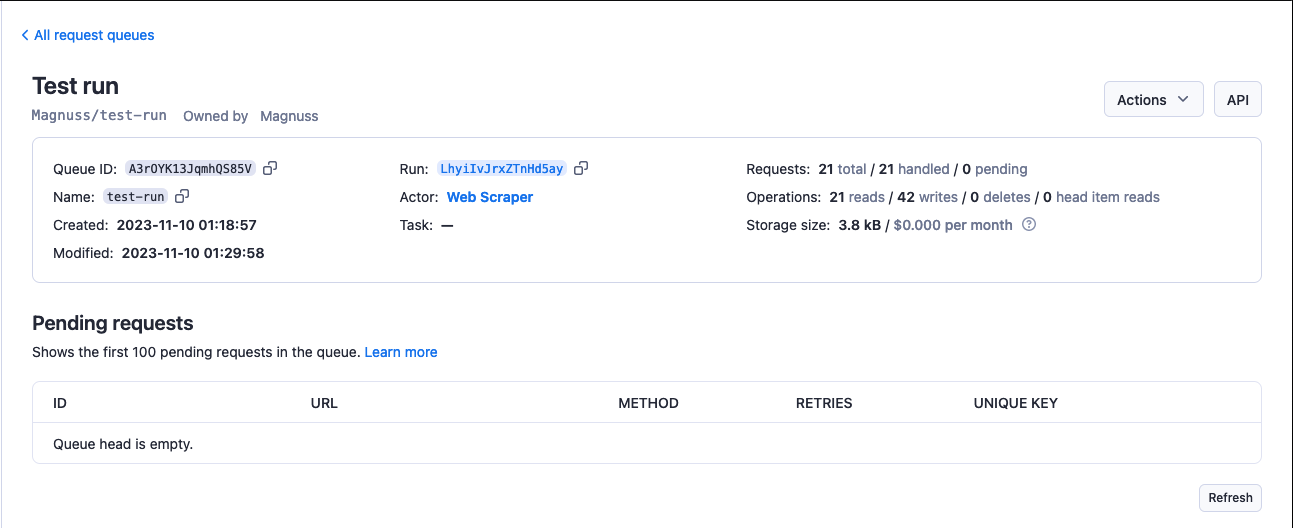 All request queues
Test run
Magnuss/test-run Owned by Magnuss
Actions API
Queue ID: A3rOYK13JqmhQS85V Run: LhyiIvJrxZTnHd5ay Requests: 21 total / 21 handled / 0 pending
Name: test-run Actor: Web Scraper Operations: 21 reads / 42 writes / 0 deletes / 0 head item reads
Created: 2023-11-10 01:18:57 Task: — Storage size: 3.8 kB / $0.000 per month
Modified: 2023-11-10 01:29:58
Pending requests
Shows the first 100 pending requests in the queue. Learn more
ID URL METHOD RETRIES UNIQUE KEY
Queue head is empty.
Refresh